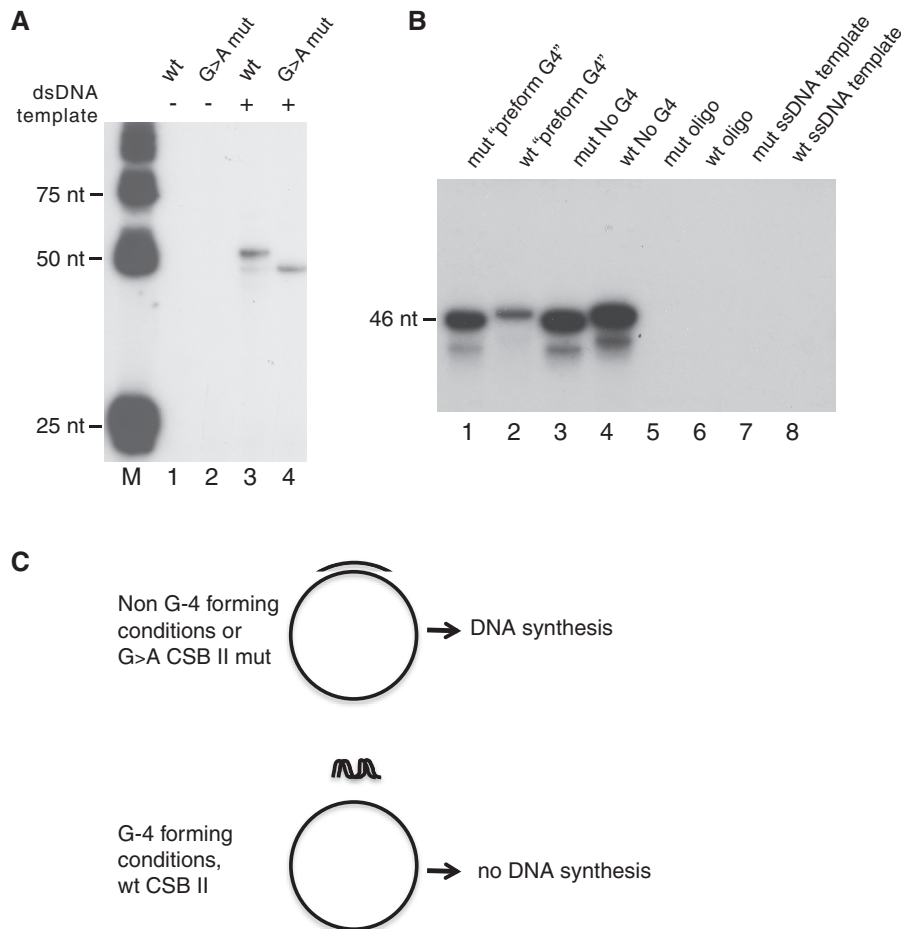 A
wt
G>A mut
wt
G>A mut
dsDNA
template
-
-
+
+
75 nt
50 nt
25 nt
M
1
2
3
4
B
mut “preform G4”
wt “preform G4”
mut No G4
wt No G4
mut oligo
wt oligo
mut ssDNA template
wt ssDNA template
46 nt
1
2
3
4
5
6
7
8
C
Non G-4 forming
conditions or
G>A CSB II mut
DNA synthesis
G-4 forming
conditions,
wt CSB II
no DNA synthesis